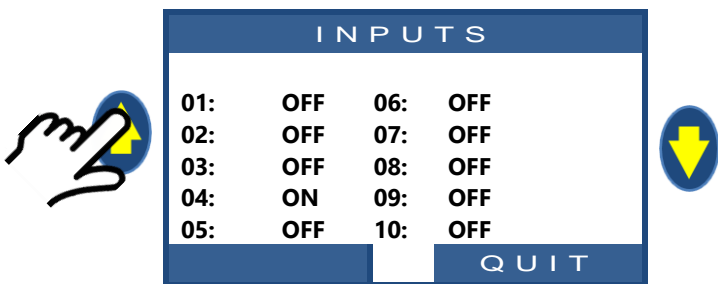 INPUTS
01: OFF 06: OFF
02: OFF 07: OFF
03: OFF 08: OFF
04: ON 09: OFF
05: OFF 10: OFF
QUIT